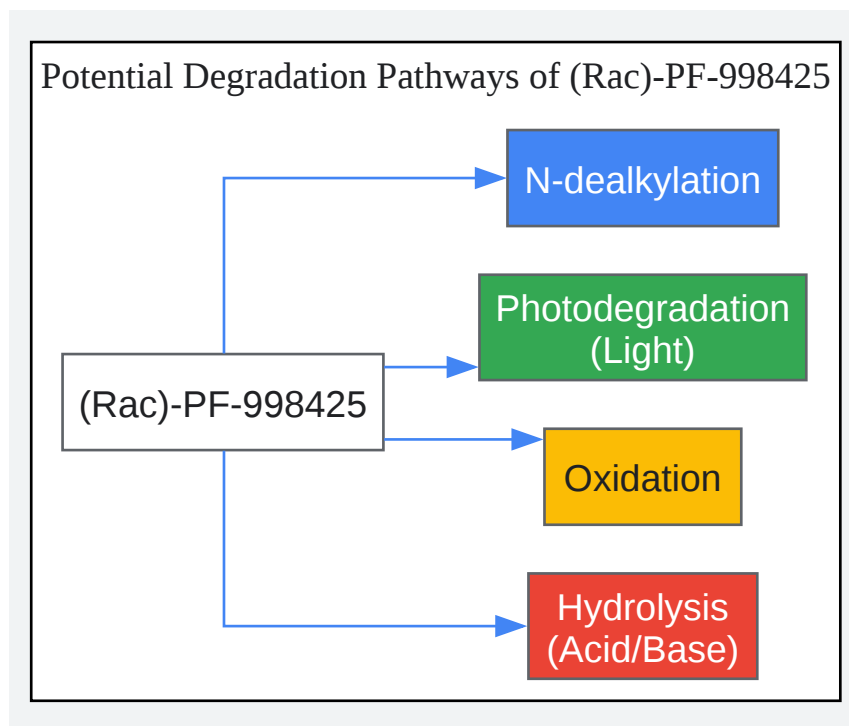 Potential Degradation Pathways of (Rac)-PF-998425
N-dealkylation
Photodegradation
(Light)
(Rac)-PF-998425
Oxidation
Hydrolysis
(Acid/Base)